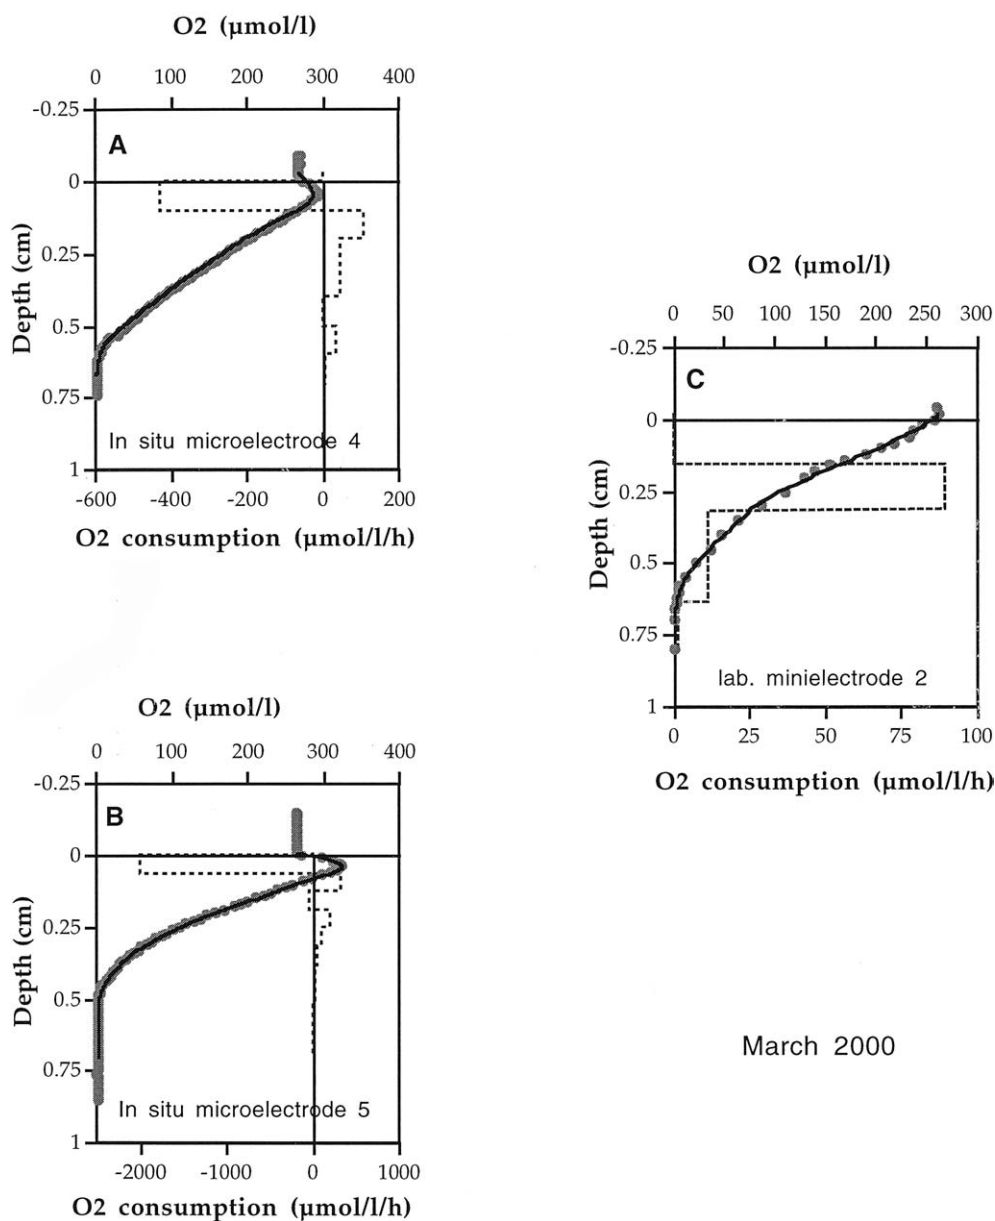 O2 (µmol/l)
0 100 200 300 400
-0.25
A
0
0.25
0.5
0.75
1
Depth (cm)
In situ microelectrode 4
-600 -400 -200 0 200
O2 consumption (µmol/l/h)
O2 (µmol/l)
0 50 100 150 200 250 300
-0.25
C
0
0.25
0.5
0.75
1
Depth (cm)
lab. minielectrode 2
0 25 50 75 100
O2 consumption (µmol/l/h)
O2 (µmol/l)
0 100 200 300 400
-0.25
B
0
0.25
0.5
0.75
1
Depth (cm)
In situ microelectrode 5
-2000 -1000 0 1000
O2 consumption (µmol/l/h)
March 2000